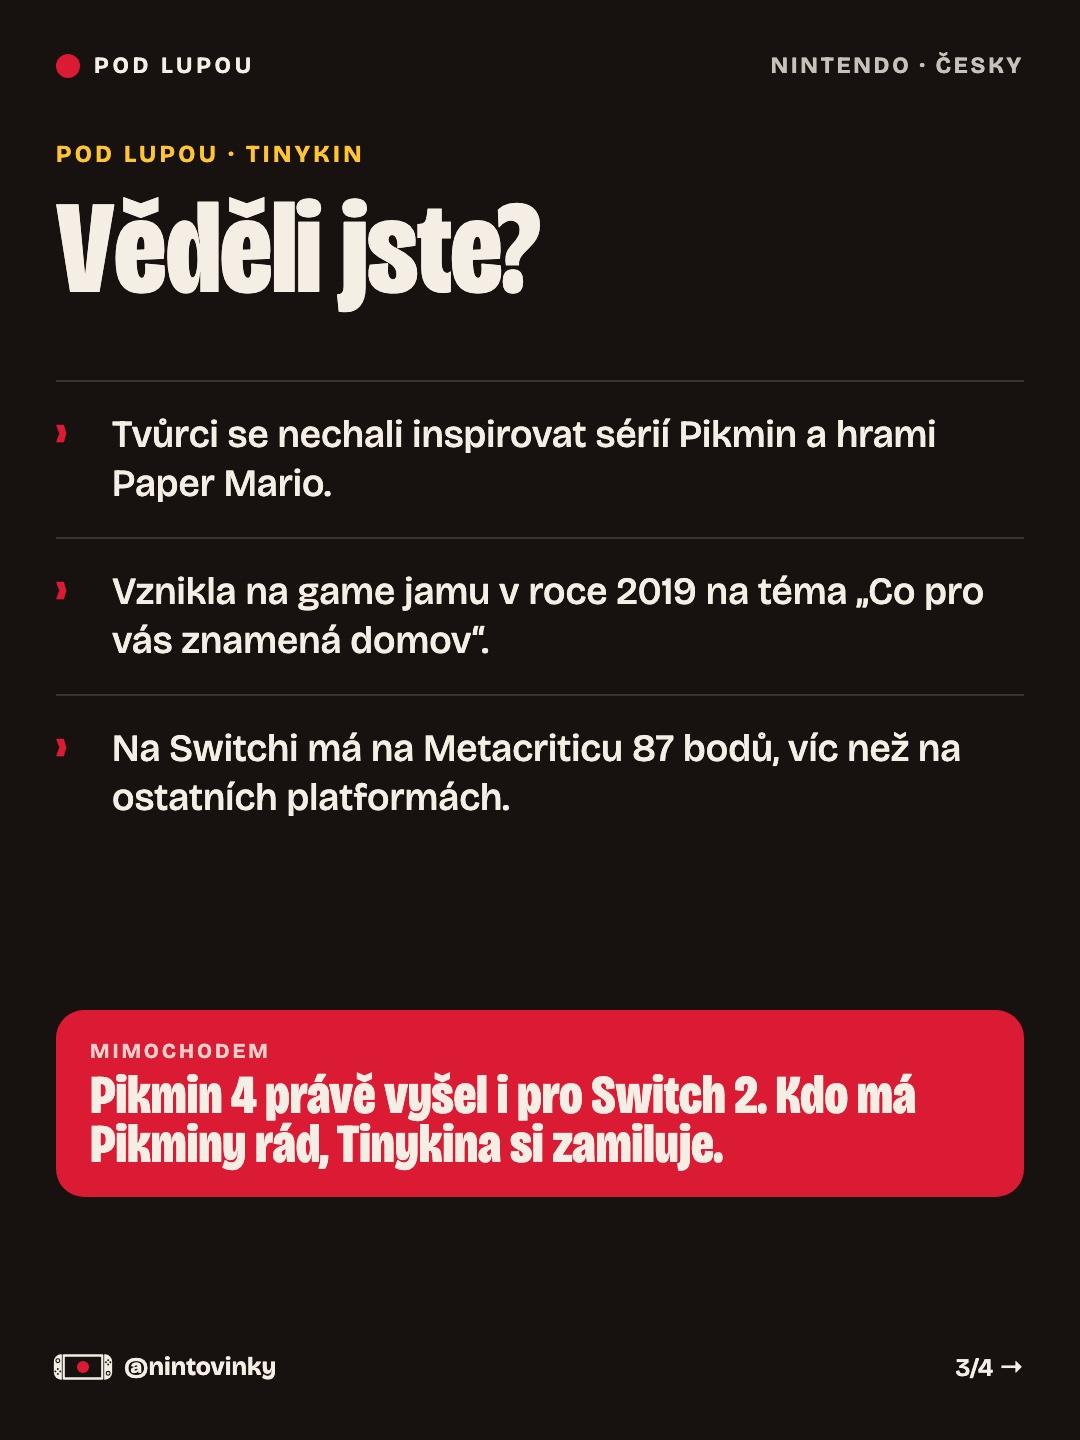 POD LUPOU
NINTENDO · ČESKY
POD LUPOU · TINYKIN
Věděli jste?
Tvůrci se nechali inspirovat sérií Pikmin a hrami
Paper Mario.
Vznikla na game jamu v roce 2019 na téma „Co pro
vás znamená domov“.
Na Switchi má na Metacriticu 87 bodů, víc než na
ostatních platformách.
MIMOCHODEM
Pikmin 4 právě vyšel i pro Switch 2. Kdo má
Pikminy rád, Tinykina si zamiluje.
@nintovinky
3/4 →